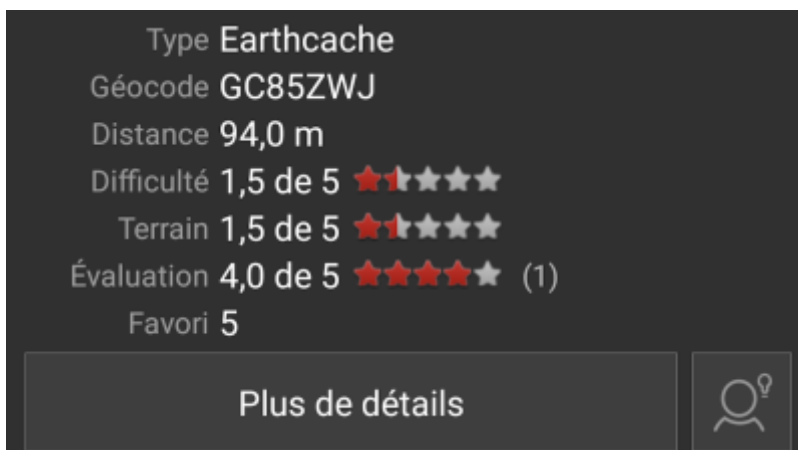 Type Earthcache
Géocode GC85ZWJ
Distance 94,0 m
Difficulté 1,5 de 5
Terrain 1,5 de 5
Évaluation 4,0 de 5 (1)
Favori 5
Plus de détails